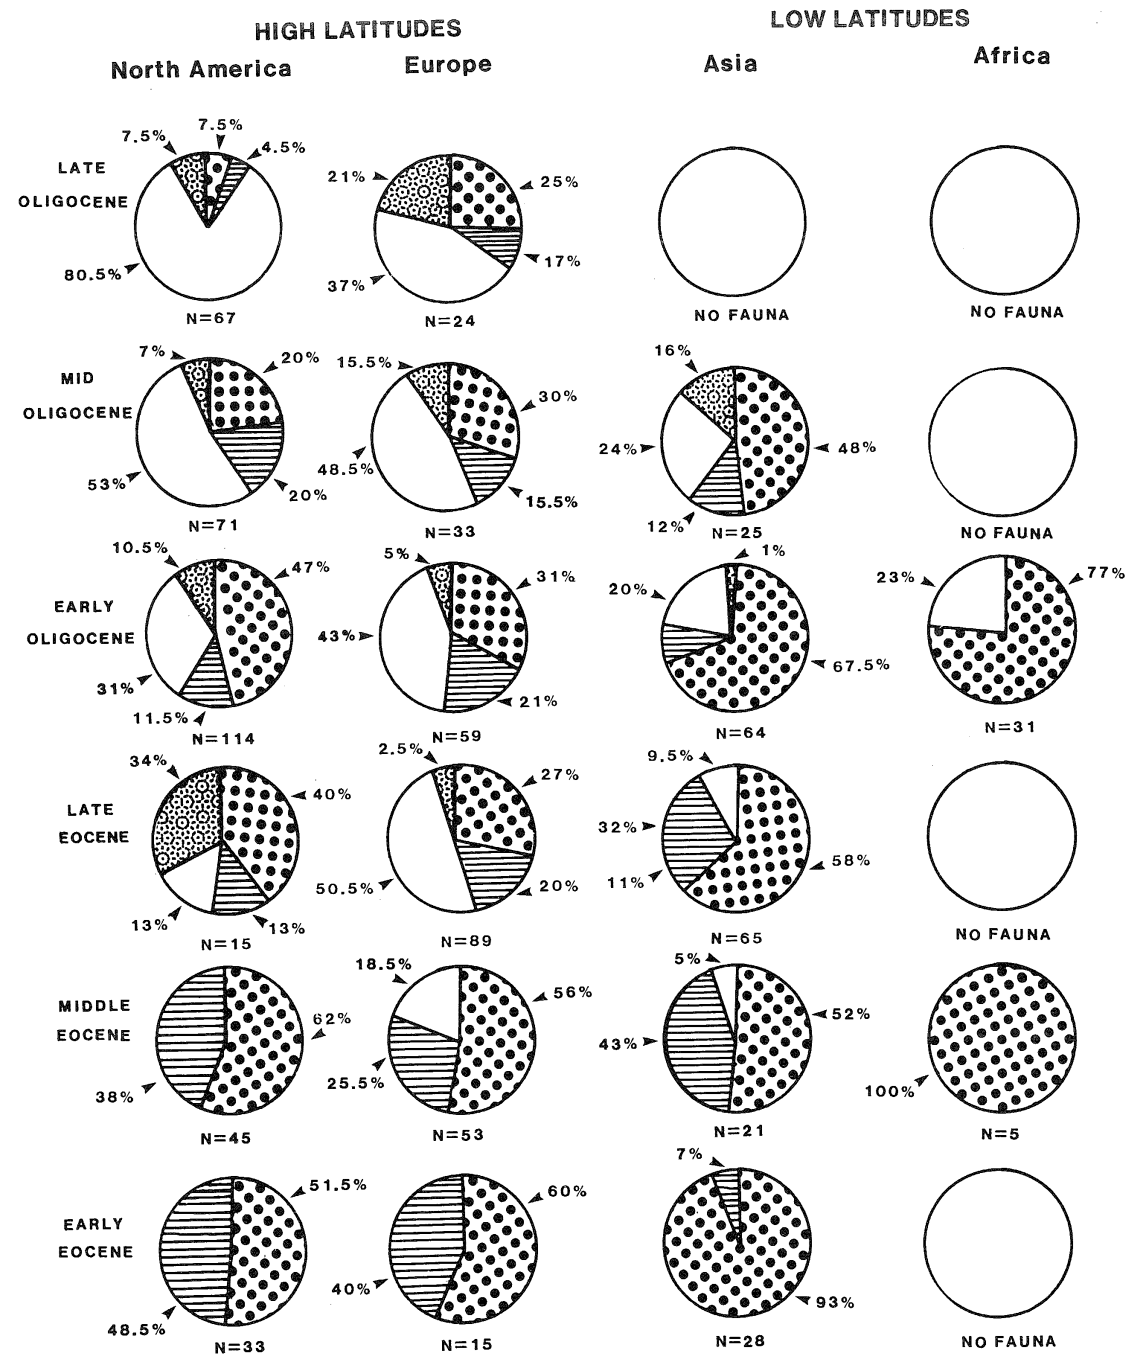 HIGH LATITUDES
LOW LATITUDES
North America
Europe
Asia
Africa
LATE
OLIGOCENE
7.5%
7.5%
4.5%
80.5%
N=67
21%
25%
17%
37%
N=24
NO FAUNA
NO FAUNA
MID
OLIGOCENE
7%
20%
53%
20%
N=71
15.5%
30%
48.5%
15.5%
N=33
16%
24%
48%
12%
N=25
NO FAUNA
EARLY
OLIGOCENE
10.5%
47%
31%
11.5%
N=114
5%
31%
43%
21%
N=59
1%
20%
67.5%
N=64
23%
77%
N=31
LATE
EOCENE
34%
40%
13%
13%
N=15
2.5%
27%
50.5%
20%
N=89
9.5%
32%
58%
11%
N=65
NO FAUNA
MIDDLE
EOCENE
62%
38%
N=45
18.5%
56%
25.5%
N=53
5%
52%
43%
N=21
100%
N=5
EARLY
EOCENE
51.5%
48.5%
N=33
60%
40%
N=15
7%
93%
N=28
NO FAUNA